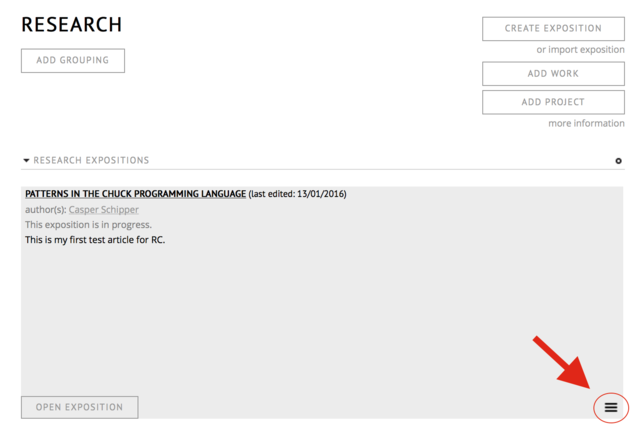 RESEARCH
CREATE EXPOSITION
or import exposition
ADD GROUPING
ADD WORK
ADD PROJECT
more information
RESEARCH EXPOSITIONS
PATTERNS IN THE CHUCK PROGRAMMING LANGUAGE (last edited: 13/01/2016)
author(s): Casper Schipper
This exposition is in progress.
This is my first test article for RC.
OPEN EXPOSITION